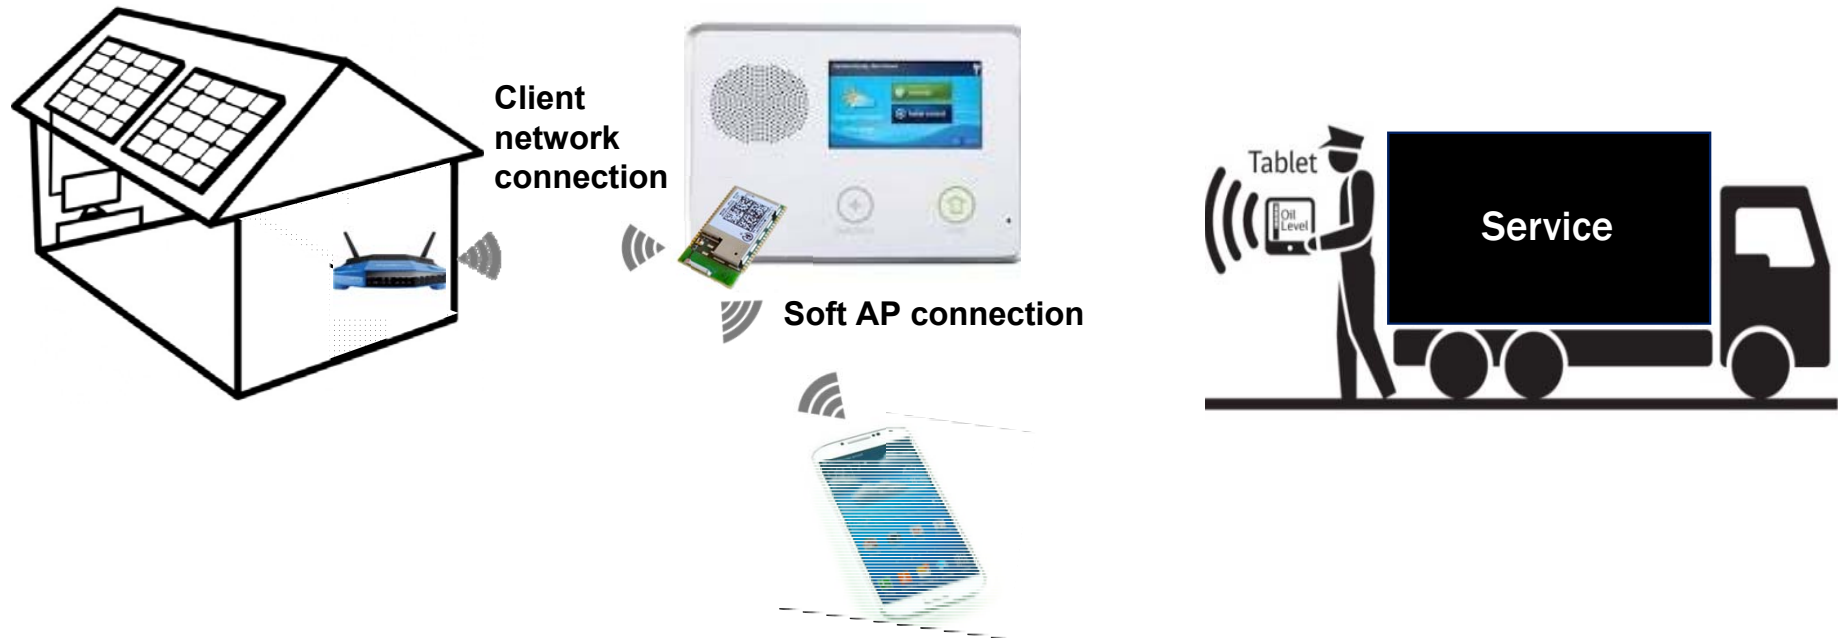 Client
network
connection
Soft AP connection
Tablet
Oil
Level
Service